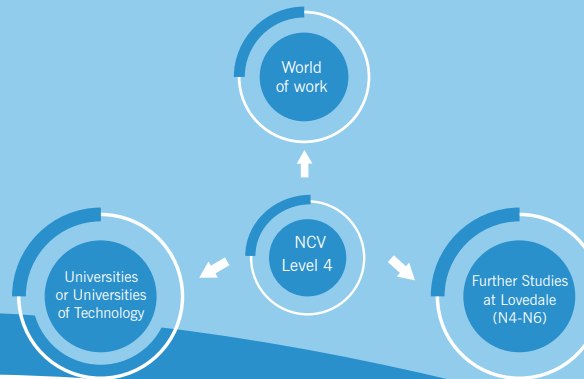 World
of work
NCV
Level 4
Universities
or Universities
of Technology
Further Studies
at Lovedale
(N4-N6)